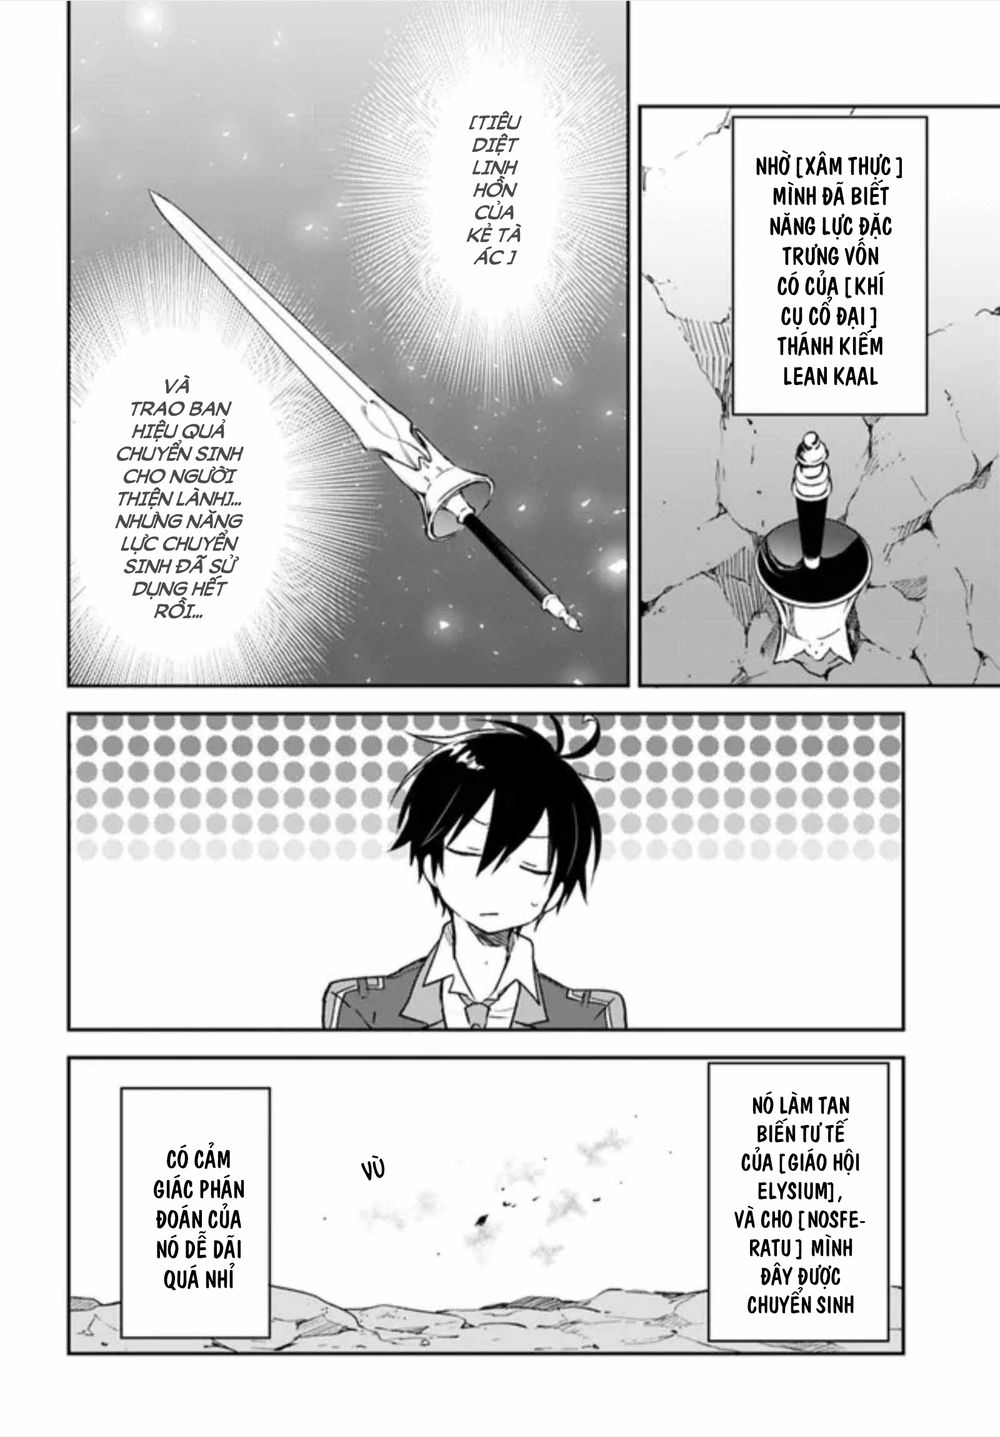 NHỜ [XÂM THỰC]
MÌNH ĐÃ BIẾT
NĂNG LỰC ĐẶC
TRƯNG VỐN
CÓ CỦA [KHÍ
CỤ CỔ ĐẠI]
THÁNH KIẾM
LEAN KAAL
[TIÊU
DIỆT
LINH
HỒN
CỦA
KẺ TÀ
ÁC]
VÀ
TRAO BAN
HIỆU QUẢ
CHUYỂN SINH
CHO NGƯỜI
THIỆN LÀNH]...
NHƯNG NĂNG
LỰC CHUYỂN
SINH ĐÃ SỬ
DỤNG HẾT
RỒI...
NÓ LÀM TAN
BIẾN TƯ TẾ
CỦA [GIÁO HỘI
ELYSIUM],
VÀ CHO [NOSFE-
RATU] MÌNH
ĐÂY ĐƯỢC
CHUYỂN SINH
VÙ
CÓ CẢM
GIÁC PHÁN
ĐOÁN CỦA
NÓ DỄ DÃI
QUÁ NHỈ